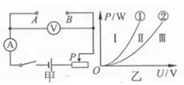 A B
V
A
P
甲
P/W ① ②
Ⅰ Ⅱ Ⅲ
O 乙 U/V